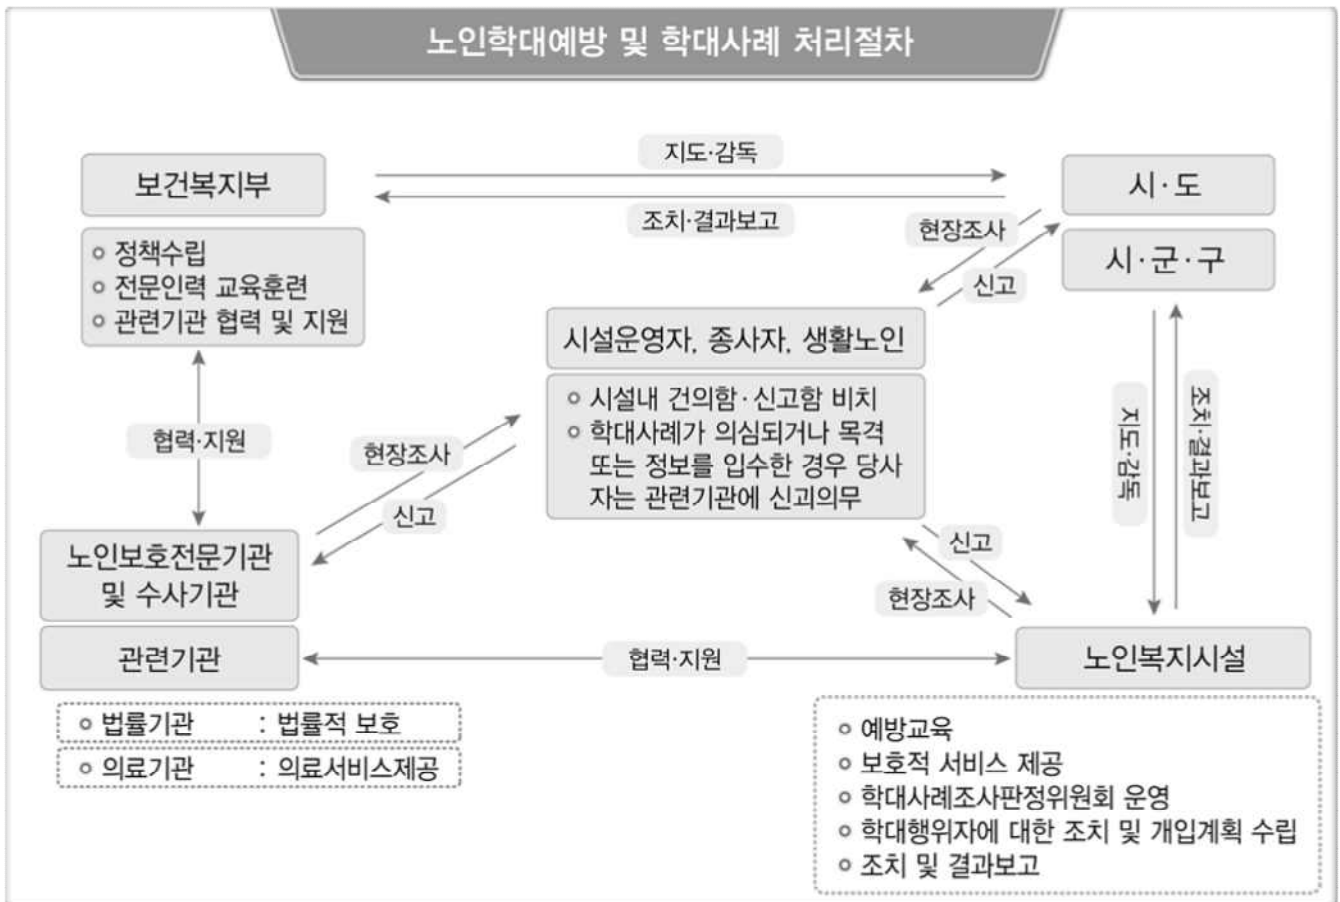 노인학대예방 및 학대사례 처리절차
보건복지부
지도·감독
조치·결과보고
시·도
시·군·구
정책수립
전문인력 교육훈련
관련기관 협력 및 지원
현장조사
신고
시설운영자, 종사자, 생활노인
시설내 건의함·신고함 비치
학대사례가 의심되거나 목격
또는 정보를 입수한 경우 당사
자는 관련기관에 신괴의무
협력·지원
현장조사
신고
지도·감독
조치·결과보고
노인보호전문기관
및 수사기관
관련기관
신고
현장조사
협력·지원
노인복지시설
법률기관 : 법률적 보호
의료기관 : 의료서비스제공
예방교육
보호적 서비스 제공
학대사례조사판정위원회 운영
학대행위자에 대한 조치 및 개입계획 수립
조치 및 결과보고